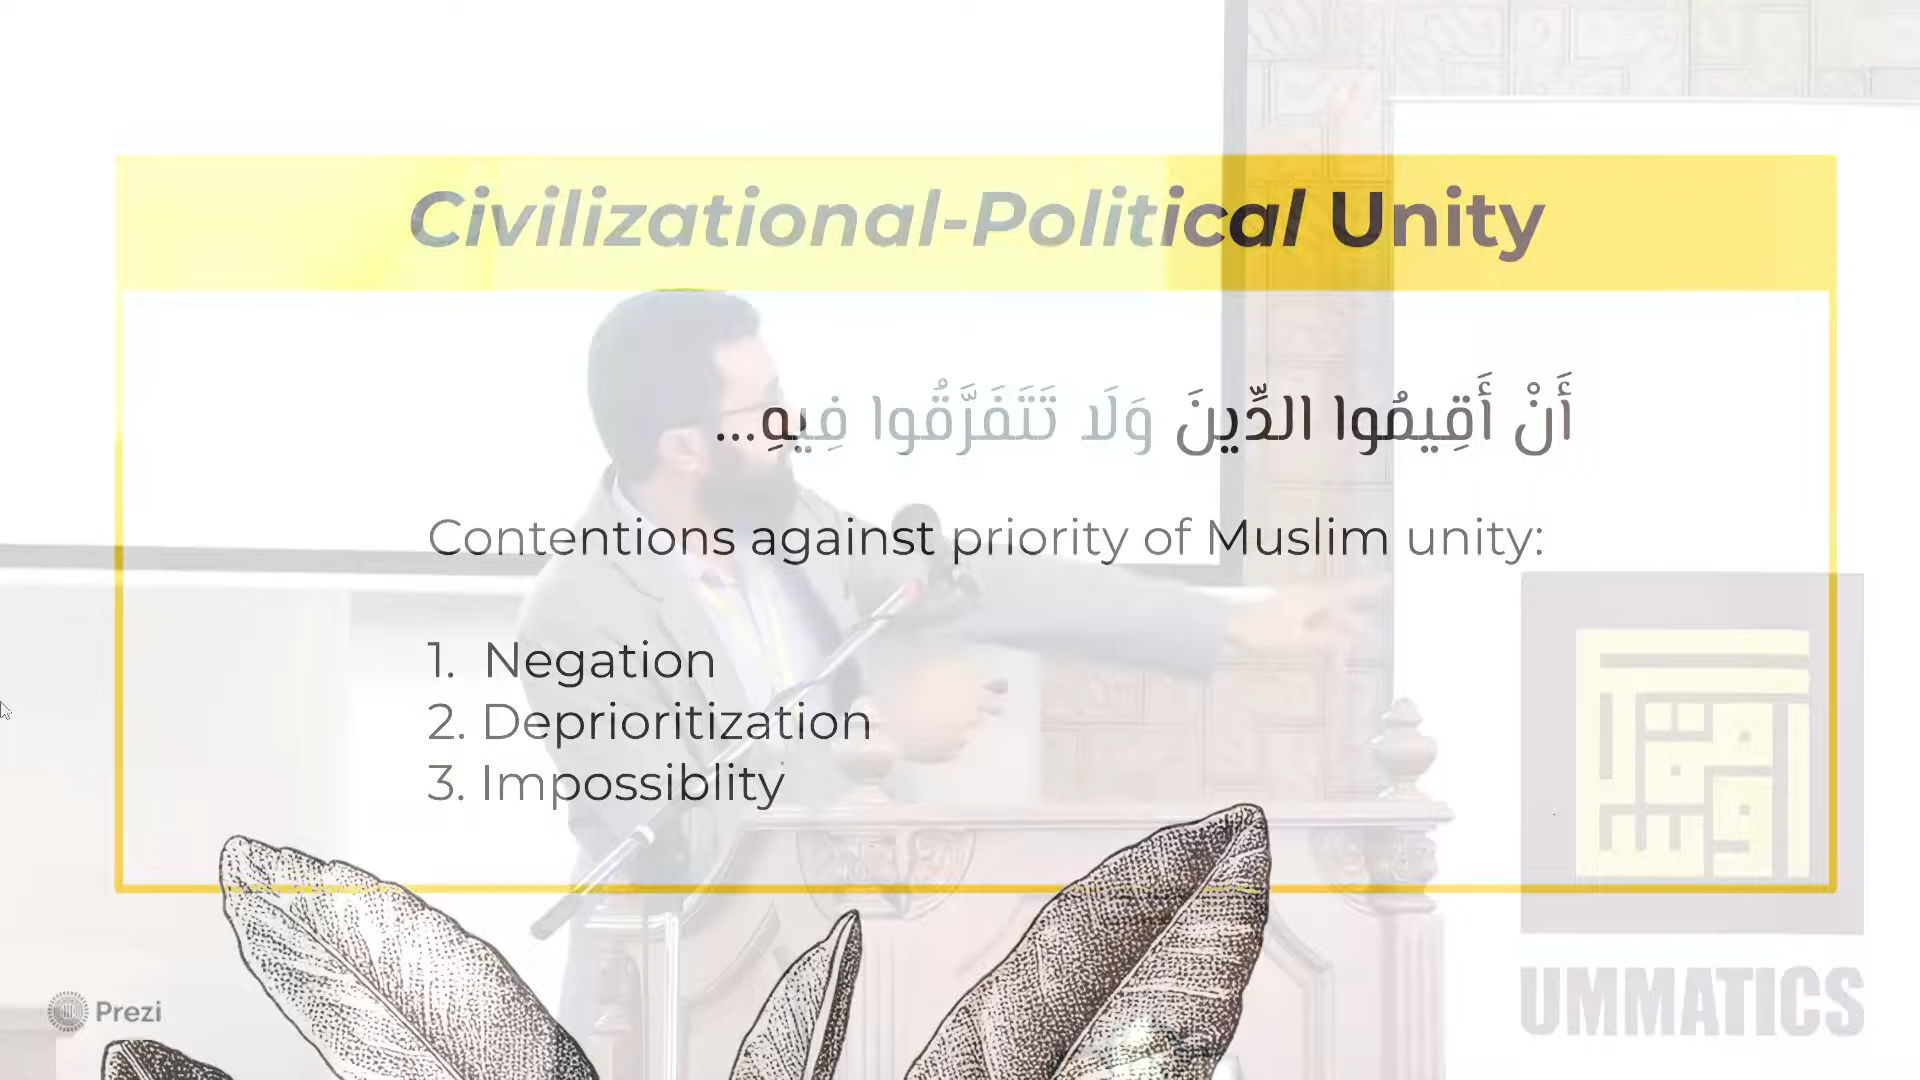 Civilizational-Political Unity
أَنْ أَقِيمُوا الدِّينَ وَلَا تَتَفَرَّقُوا فِيهِ...
Contentions against priority of Muslim unity:
1. Negation
2. Deprioritization
3. Impossiblity
UMMATICS
Prezi